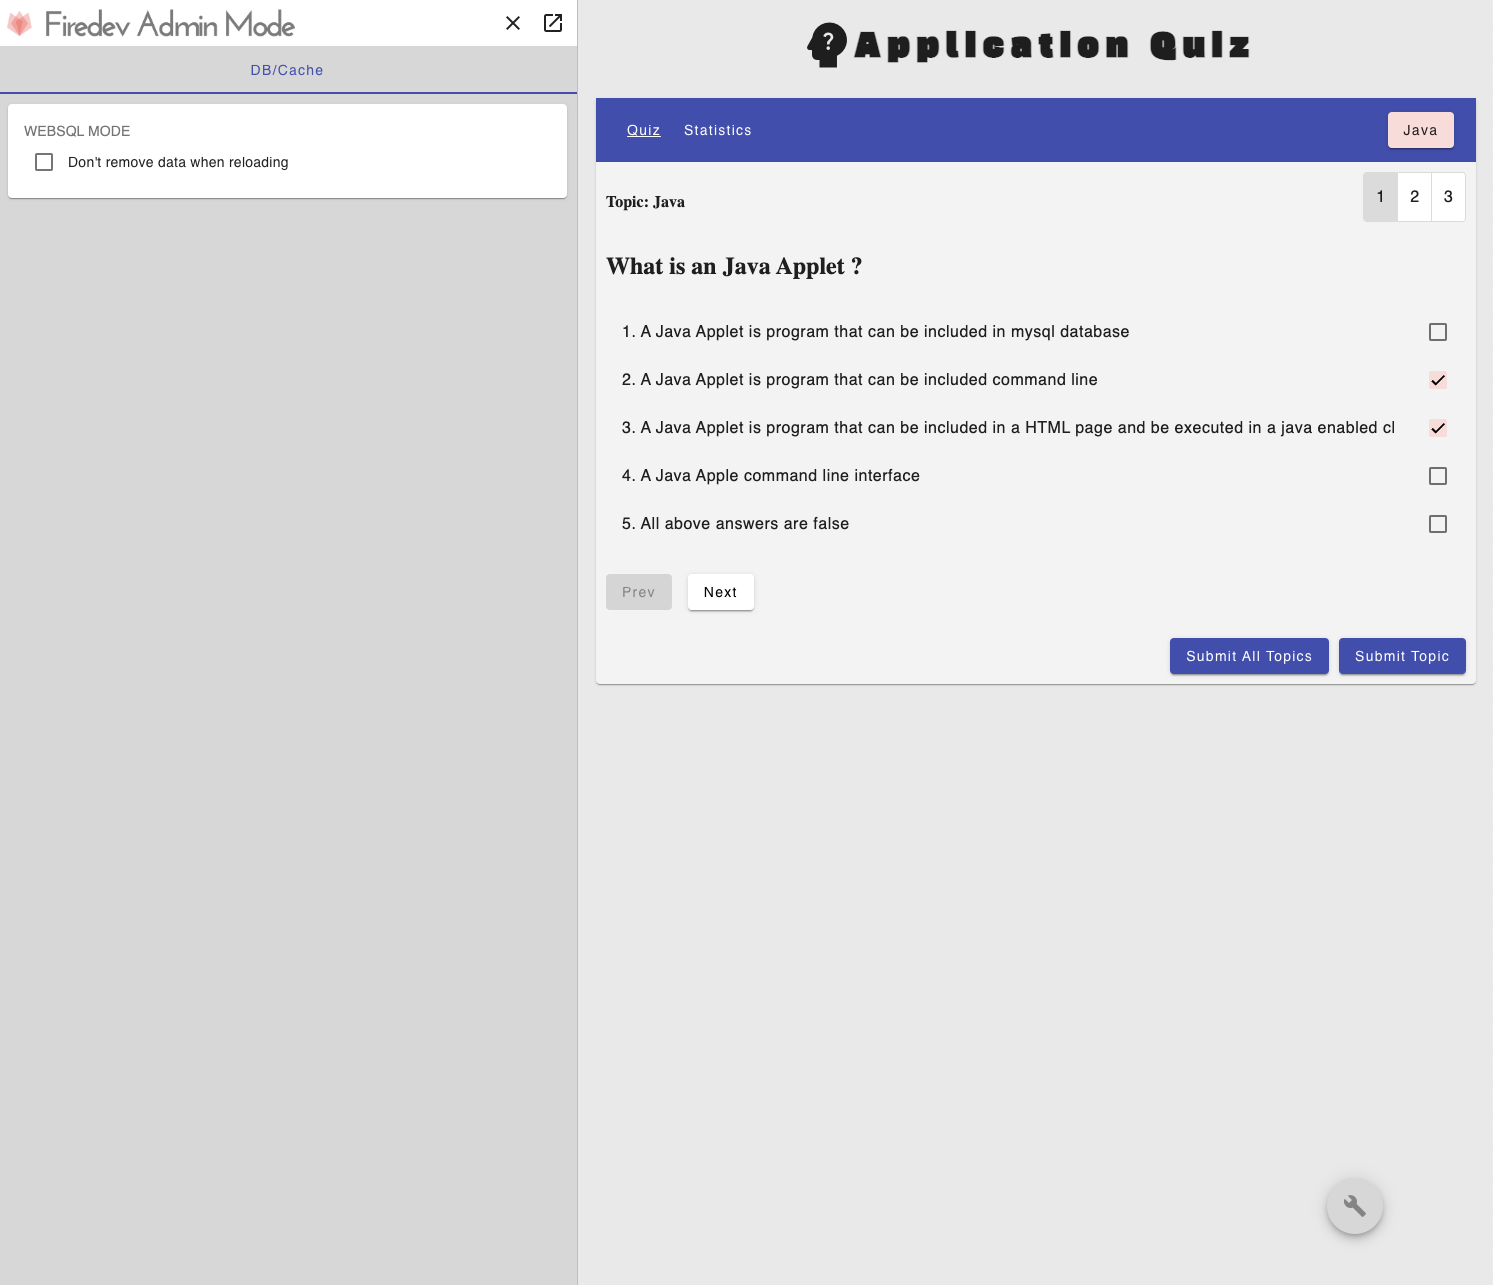 Firedev Admin Mode
DB/Cache
WEBSQL MODE
Don't remove data when reloading
? Application Quiz
Quiz Statistics Java
Topic: Java
1 2 3
What is an Java Applet ?
1. A Java Applet is program that can be included in mysql database
2. A Java Applet is program that can be included command line
3. A Java Applet is program that can be included in a HTML page and be executed in a java enabled cl
4. A Java Apple command line interface
5. All above answers are false
Prev Next
Submit All Topics Submit Topic